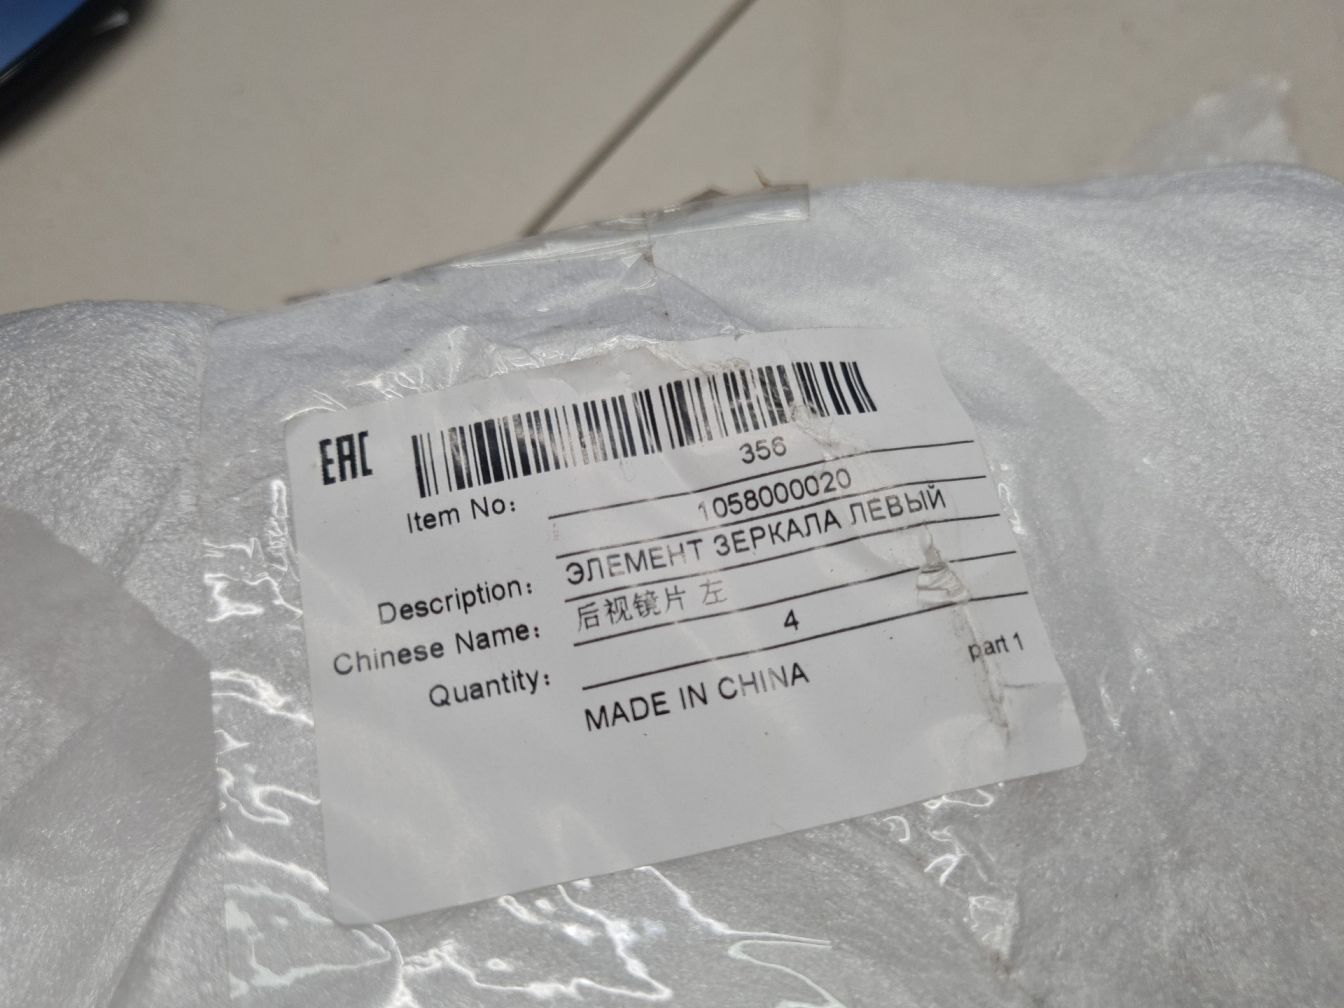 EAC
356
Item No: 1058000020
Description: ЭЛЕМЕНТ ЗЕРКАЛА ЛЕВЫЙ
Chinese Name: 后视镜片 左
Quantity: 4
MADE IN CHINA
part 1